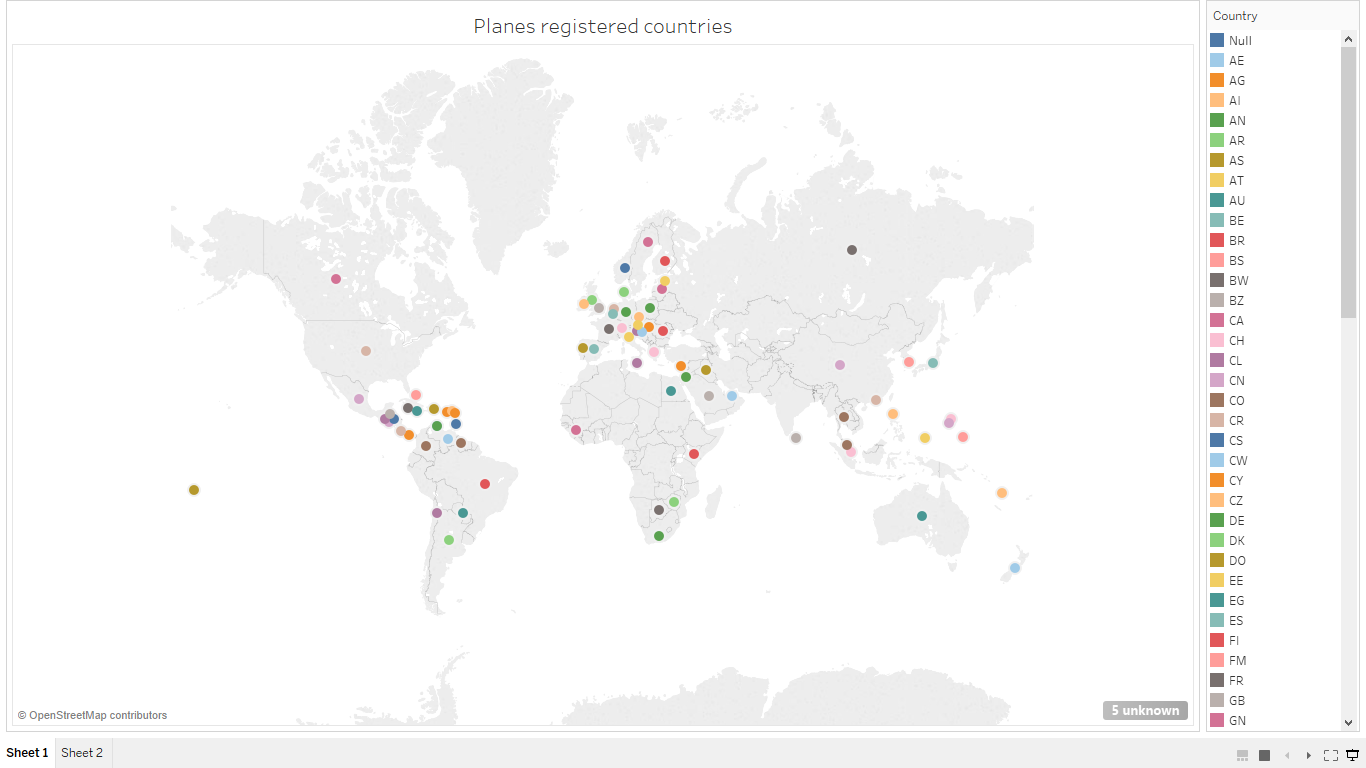 Planes registered countries
Country
Null
AE
AG
AI
AN
AR
AS
AT
AU
BE
BR
BS
BW
BZ
CA
CH
CL
CN
CO
CR
CS
CW
CY
CZ
DE
DK
DO
EE
EG
ES
FI
FM
FR
GB
GN
© OpenStreetMap contributors
5 unknown
Sheet 1
Sheet 2